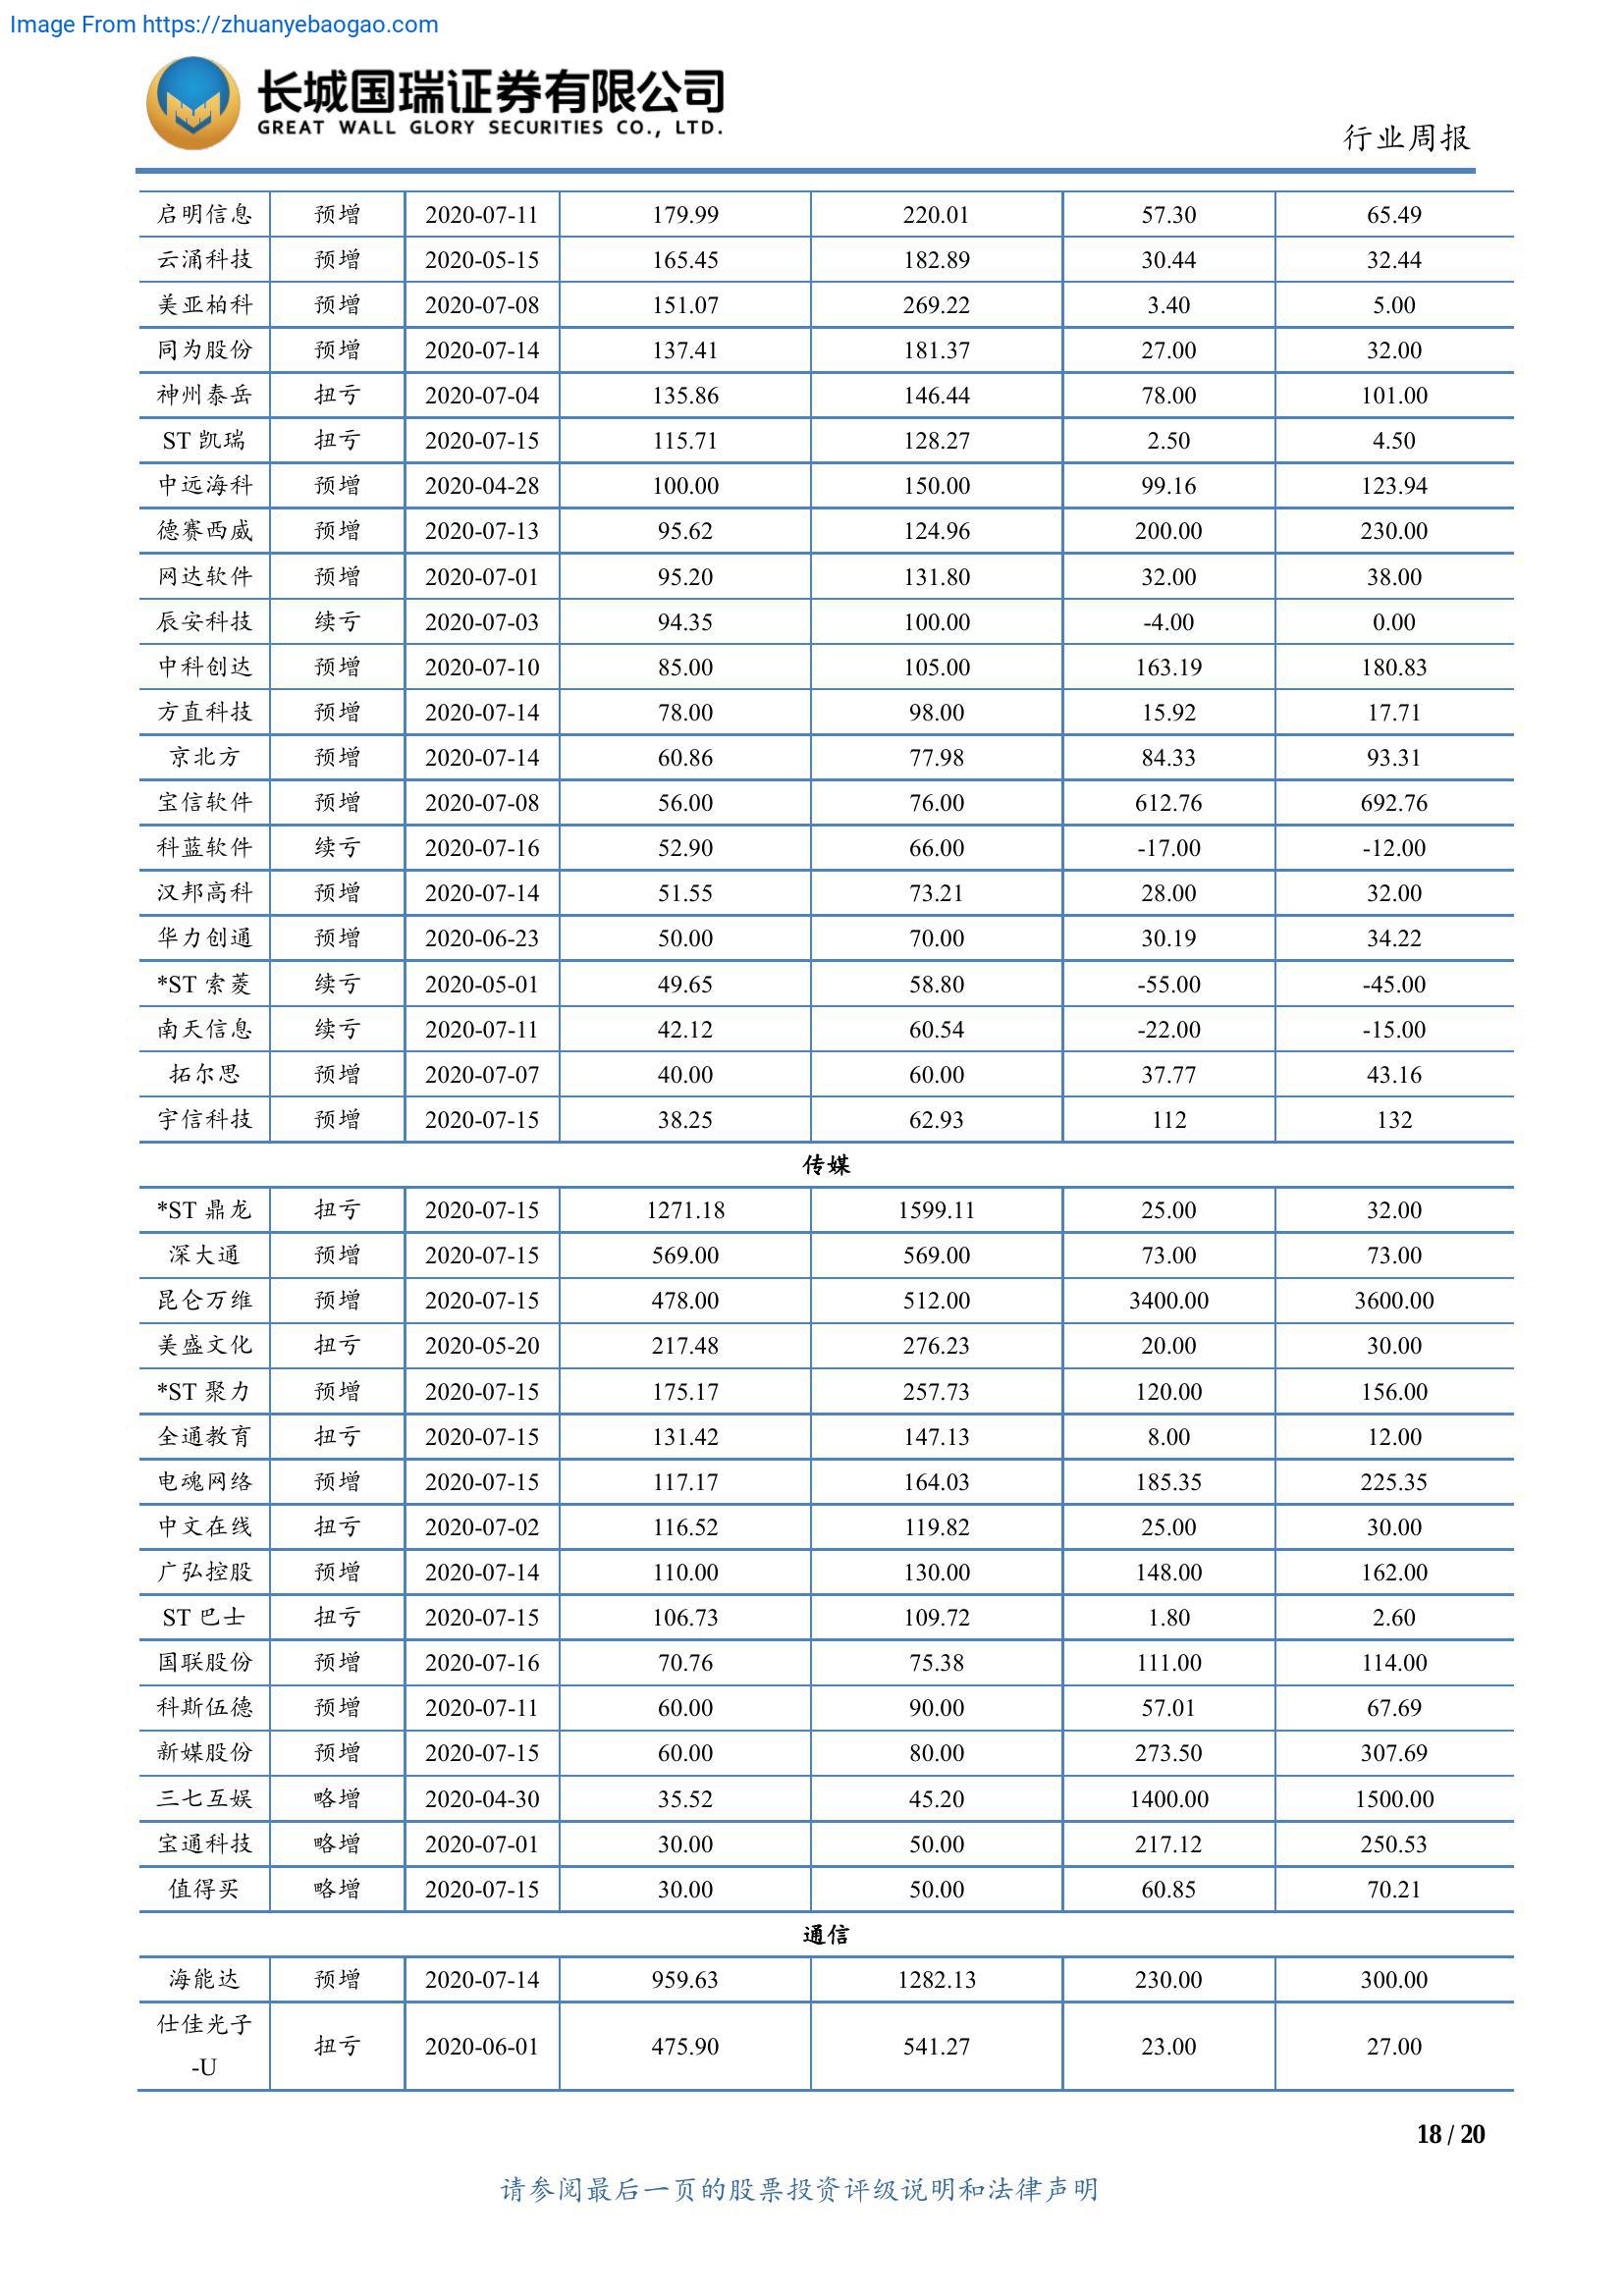 Image From https://zhuanyebaogao.com
长城国瑞证券有限公司
GREAT WALL GLORY SECURITIES CO., LTD.
行业周报
启明信息 预增 2020-07-11 179.99 220.01 57.30 65.49
云涌科技 预增 2020-05-15 165.45 182.89 30.44 32.44
美亚柏科 预增 2020-07-08 151.07 269.22 3.40 5.00
同为股份 预增 2020-07-14 137.41 181.37 27.00 32.00
神州泰岳 扭亏 2020-07-04 135.86 146.44 78.00 101.00
ST 凯瑞 扭亏 2020-07-15 115.71 128.27 2.50 4.50
中远海科 预增 2020-04-28 100.00 150.00 99.16 123.94
德赛西威 预增 2020-07-13 95.62 124.96 200.00 230.00
网达软件 预增 2020-07-01 95.20 131.80 32.00 38.00
辰安科技 续亏 2020-07-03 94.35 100.00 -4.00 0.00
中科创达 预增 2020-07-10 85.00 105.00 163.19 180.83
方直科技 预增 2020-07-14 78.00 98.00 15.92 17.71
京北方 预增 2020-07-14 60.86 77.98 84.33 93.31
宝信软件 预增 2020-07-08 56.00 76.00 612.76 692.76
科蓝软件 续亏 2020-07-16 52.90 66.00 -17.00 -12.00
汉邦高科 预增 2020-07-14 51.55 73.21 28.00 32.00
华力创通 预增 2020-06-23 50.00 70.00 30.19 34.22
*ST 索菱 续亏 2020-05-01 49.65 58.80 -55.00 -45.00
南天信息 续亏 2020-07-11 42.12 60.54 -22.00 -15.00
拓尔思 预增 2020-07-07 40.00 60.00 37.77 43.16
宇信科技 预增 2020-07-15 38.25 62.93 112 132
传媒
*ST 鼎龙 扭亏 2020-07-15 1271.18 1599.11 25.00 32.00
深大通 预增 2020-07-15 569.00 569.00 73.00 73.00
昆仑万维 预增 2020-07-15 478.00 512.00 3400.00 3600.00
美盛文化 扭亏 2020-05-20 217.48 276.23 20.00 30.00
*ST 聚力 预增 2020-07-15 175.17 257.73 120.00 156.00
全通教育 扭亏 2020-07-15 131.42 147.13 8.00 12.00
电魂网络 预增 2020-07-15 117.17 164.03 185.35 225.35
中文在线 扭亏 2020-07-02 116.52 119.82 25.00 30.00
广弘控股 预增 2020-07-14 110.00 130.00 148.00 162.00
ST 巴士 扭亏 2020-07-15 106.73 109.72 1.80 2.60
国联股份 预增 2020-07-16 70.76 75.38 111.00 114.00
科斯伍德 预增 2020-07-11 60.00 90.00 57.01 67.69
新媒股份 预增 2020-07-15 60.00 80.00 273.50 307.69
三七互娱 略增 2020-04-30 35.52 45.20 1400.00 1500.00
宝通科技 略增 2020-07-01 30.00 50.00 217.12 250.53
值得买 略增 2020-07-15 30.00 50.00 60.85 70.21
通信
海能达 预增 2020-07-14 959.63 1282.13 230.00 300.00
仕佳光子
-U 扭亏 2020-06-01 475.90 541.27 23.00 27.00
18 / 20
请参阅最后一页的股票投资评级说明和法律声明